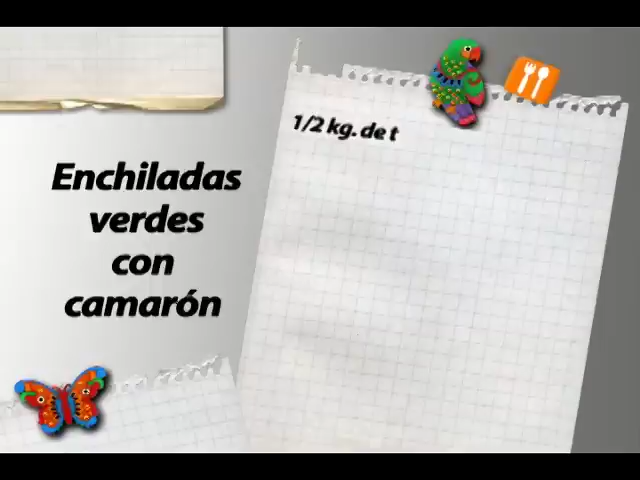 Enchiladas
verdes
con
camarón
1/2 kg. de t